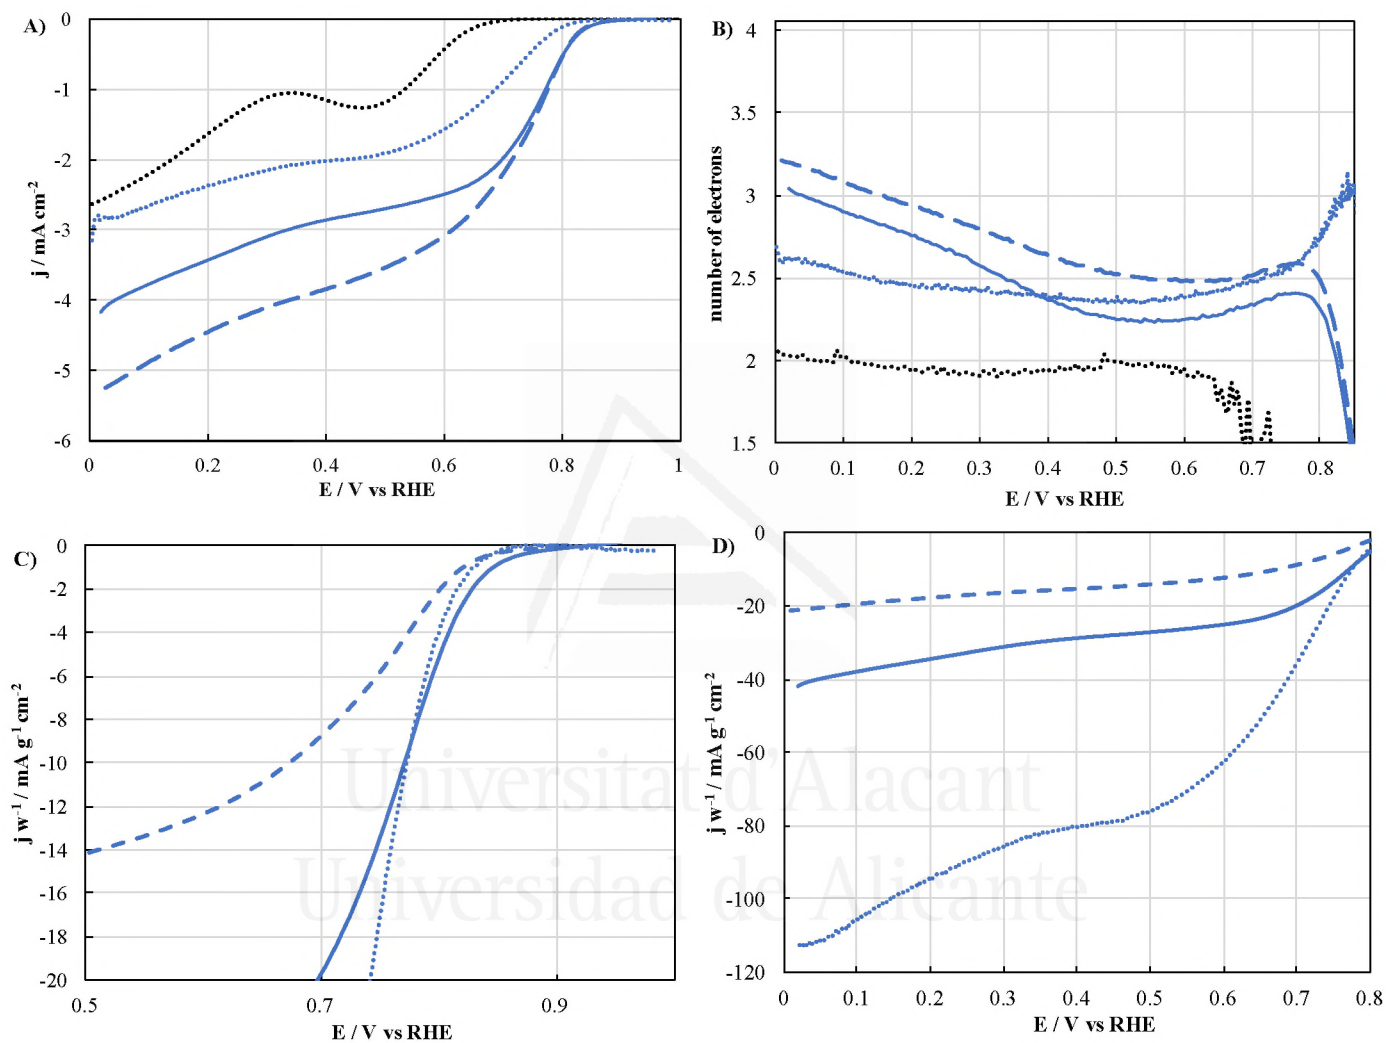 A)
0
-1
-2
-3
-4
-5
-6
j / mA cm-2
0 0.2 0.4 0.6 0.8 1
E / V vs RHE
B)
4
3.5
3
2.5
2
1.5
number of electrons
0 0.1 0.2 0.3 0.4 0.5 0.6 0.7 0.8
E / V vs RHE
C)
0
-2
-4
-6
-8
-10
-12
-14
-16
-18
-20
j w-1 / mA g-1 cm-2
0.5 0.7 0.9
E / V vs RHE
D)
0
-20
-40
-60
-80
-100
-120
j w-1 / mA g-1 cm-2
0 0.1 0.2 0.3 0.4 0.5 0.6 0.7 0.8
E / V vs RHE
Universitat d'Alacant
Universidad de Alicante